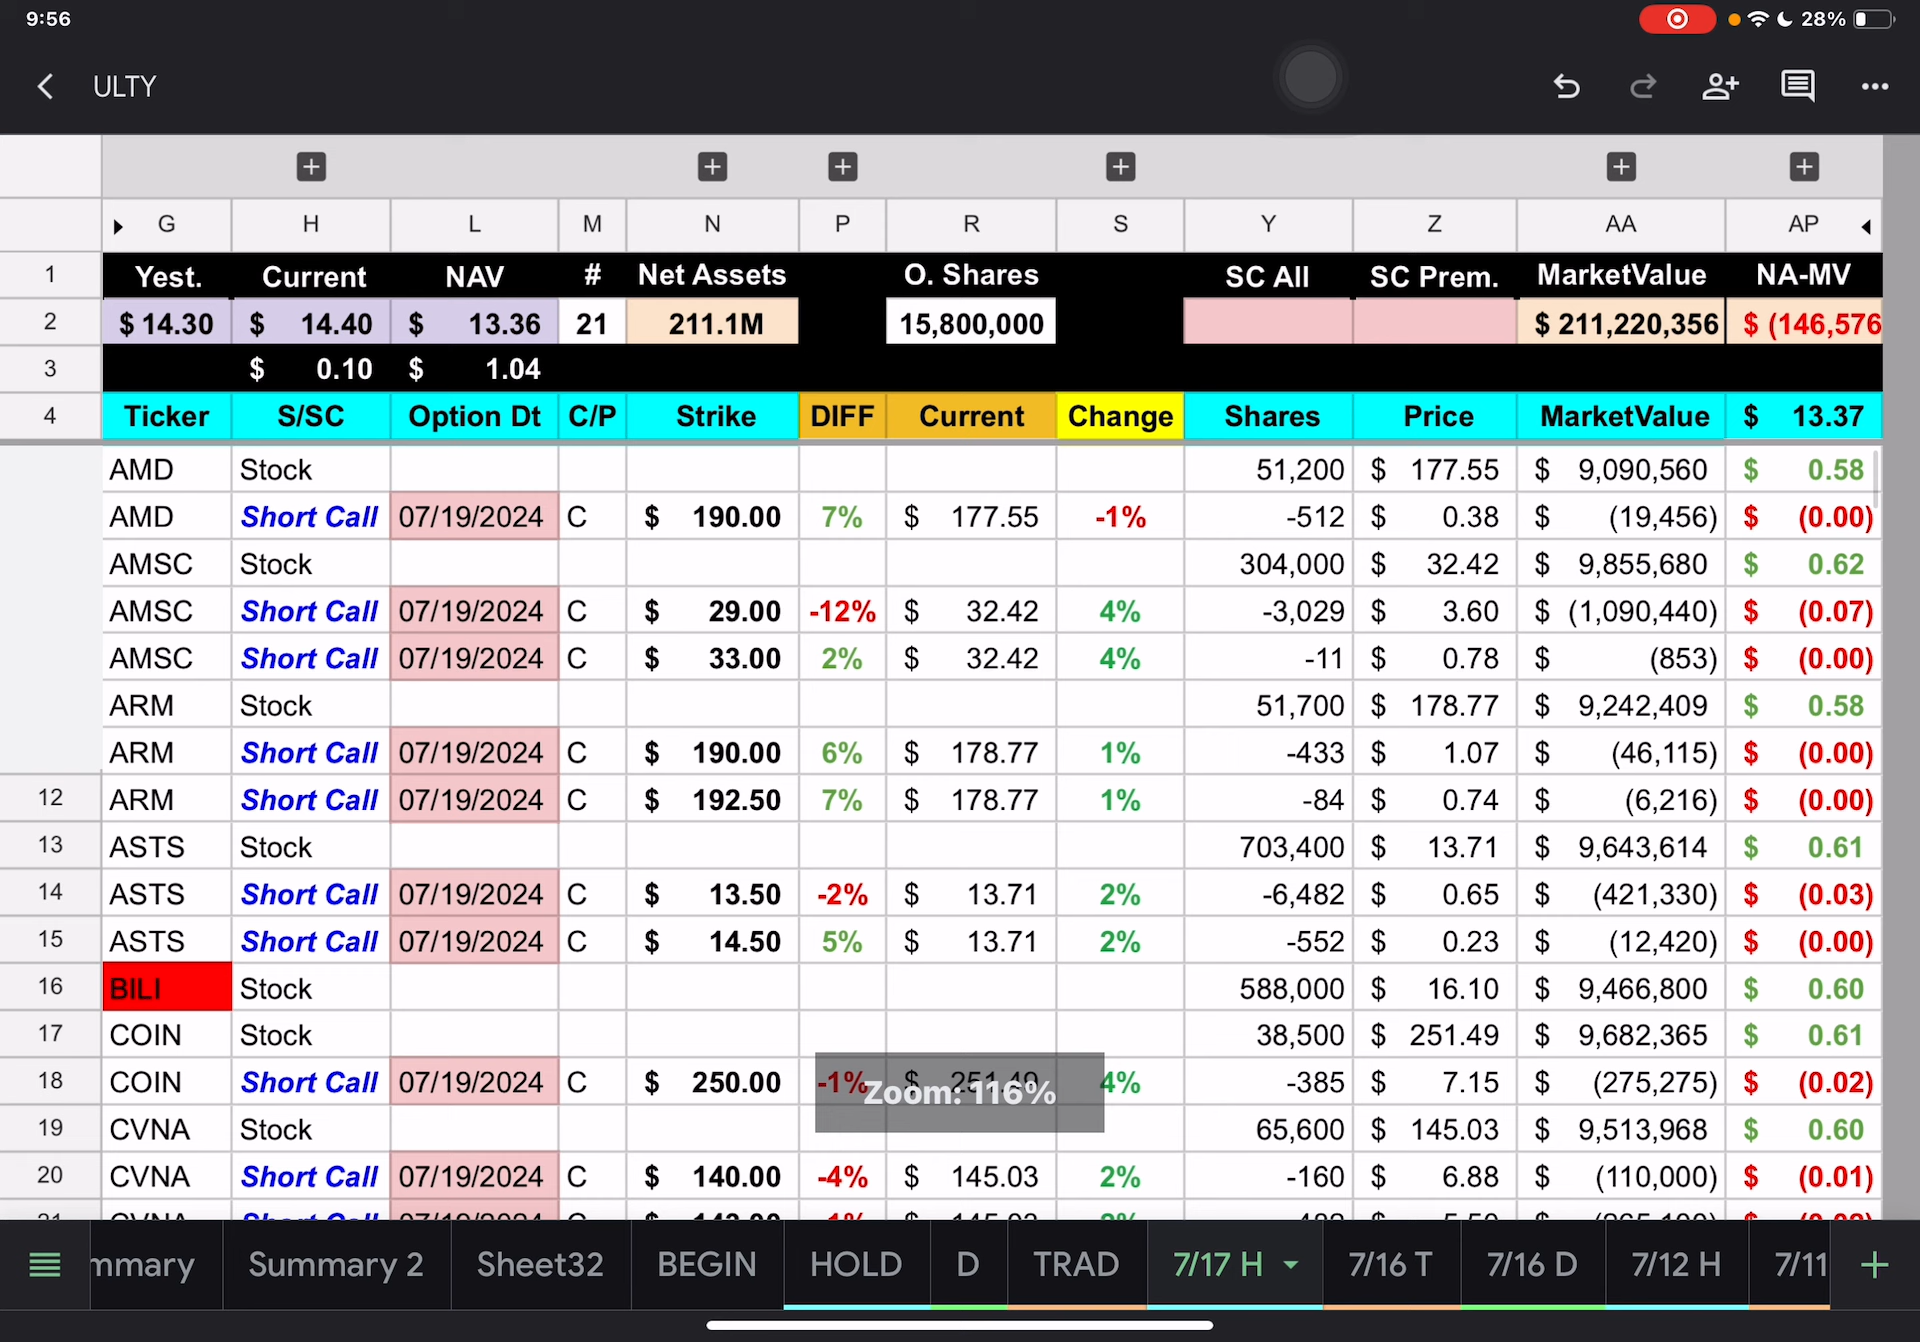 9:56 28%
ULTY
G H L M N P R S Y Z AA AP
1 Yest. Current NAV # Net Assets O. Shares SC All SC Prem. MarketValue NA-MV
2 $ 14.30 $ 14.40 $ 13.36 21 211.1M 15,800,000 $ 211,220,356 $ (146,576
3 $ 0.10 $ 1.04
4 Ticker S/SC Option Dt C/P Strike DIFF Current Change Shares Price MarketValue $ 13.37
AMD Stock 51,200 $ 177.55 $ 9,090,560 $ 0.58
AMD Short Call 07/19/2024 C $ 190.00 7% $ 177.55 -1% -512 $ 0.38 $ (19,456) $ (0.00)
AMSC Stock 304,000 $ 32.42 $ 9,855,680 $ 0.62
AMSC Short Call 07/19/2024 C $ 29.00 -12% $ 32.42 4% -3,029 $ 3.60 $ (1,090,440) $ (0.07)
AMSC Short Call 07/19/2024 C $ 33.00 2% $ 32.42 4% -11 $ 0.78 $ (853) $ (0.00)
ARM Stock 51,700 $ 178.77 $ 9,242,409 $ 0.58
ARM Short Call 07/19/2024 C $ 190.00 6% $ 178.77 1% -433 $ 1.07 $ (46,115) $ (0.00)
12 ARM Short Call 07/19/2024 C $ 192.50 7% $ 178.77 1% -84 $ 0.74 $ (6,216) $ (0.00)
13 ASTS Stock 703,400 $ 13.71 $ 9,643,614 $ 0.61
14 ASTS Short Call 07/19/2024 C $ 13.50 -2% $ 13.71 2% -6,482 $ 0.65 $ (421,330) $ (0.03)
15 ASTS Short Call 07/19/2024 C $ 14.50 5% $ 13.71 2% -552 $ 0.23 $ (12,420) $ (0.00)
16 BILI Stock 588,000 $ 16.10 $ 9,466,800 $ 0.60
17 COIN Stock 38,500 $ 251.49 $ 9,682,365 $ 0.61
18 COIN Short Call 07/19/2024 C $ 250.00 -1% $ 251.49 4% -385 $ 7.15 $ (275,275) $ (0.02)
Zoom: 116%
19 CVNA Stock 65,600 $ 145.03 $ 9,513,968 $ 0.60
20 CVNA Short Call 07/19/2024 C $ 140.00 -4% $ 145.03 2% -160 $ 6.88 $ (110,000) $ (0.01)
mmary Summary 2 Sheet32 BEGIN HOLD D TRAD 7/17 H 7/16 T 7/16 D 7/12 H 7/11